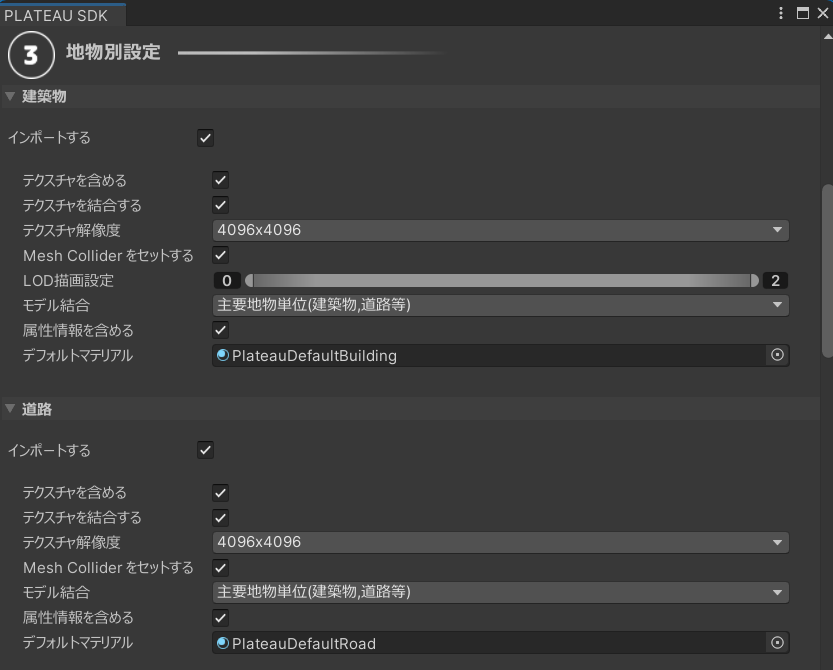 PLATEAU SDK
3 地物別設定
建築物
インポートする
テクスチャを含める
テクスチャを結合する
テクスチャ解像度 4096x4096
Mesh Collider をセットする
LOD描画設定 0 2
モデル結合 主要地物単位(建築物,道路等)
属性情報を含める
デフォルトマテリアル PlateauDefaultBuilding
道路
インポートする
テクスチャを含める
テクスチャを結合する
テクスチャ解像度 4096x4096
Mesh Collider をセットする
モデル結合 主要地物単位(建築物,道路等)
属性情報を含める
デフォルトマテリアル PlateauDefaultRoad